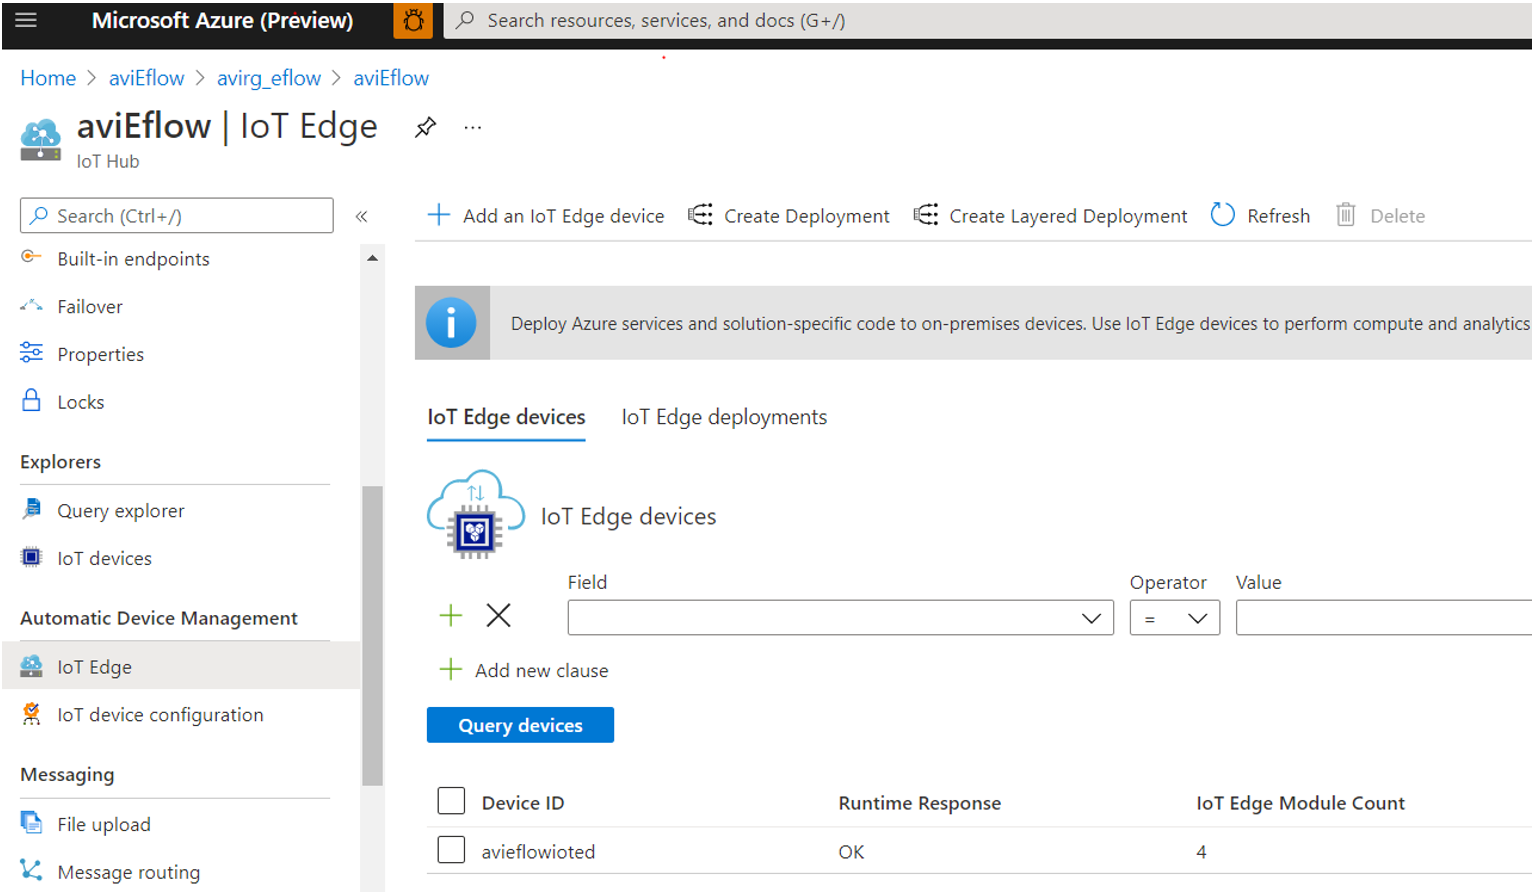 Microsoft Azure (Preview)
Search resources, services, and docs (G+/)
Home > aviEflow > avirg_eflow > aviEflow
aviEflow | IoT Edge
...
IoT Hub
Search (Ctrl+/)
«
Built-in endpoints
Failover
Properties
Locks
Explorers
Query explorer
IoT devices
Automatic Device Management
IoT Edge
IoT device configuration
Messaging
File upload
Message routing
Add an IoT Edge device
Create Deployment
Create Layered Deployment
Refresh
Delete
Deploy Azure services and solution-specific code to on-premises devices. Use IoT Edge devices to perform compute and analytics
IoT Edge devices
IoT Edge deployments
IoT Edge devices
Field
Operator
Value
=
Add new clause
Query devices
Device ID
Runtime Response
IoT Edge Module Count
avieflowioted
OK
4